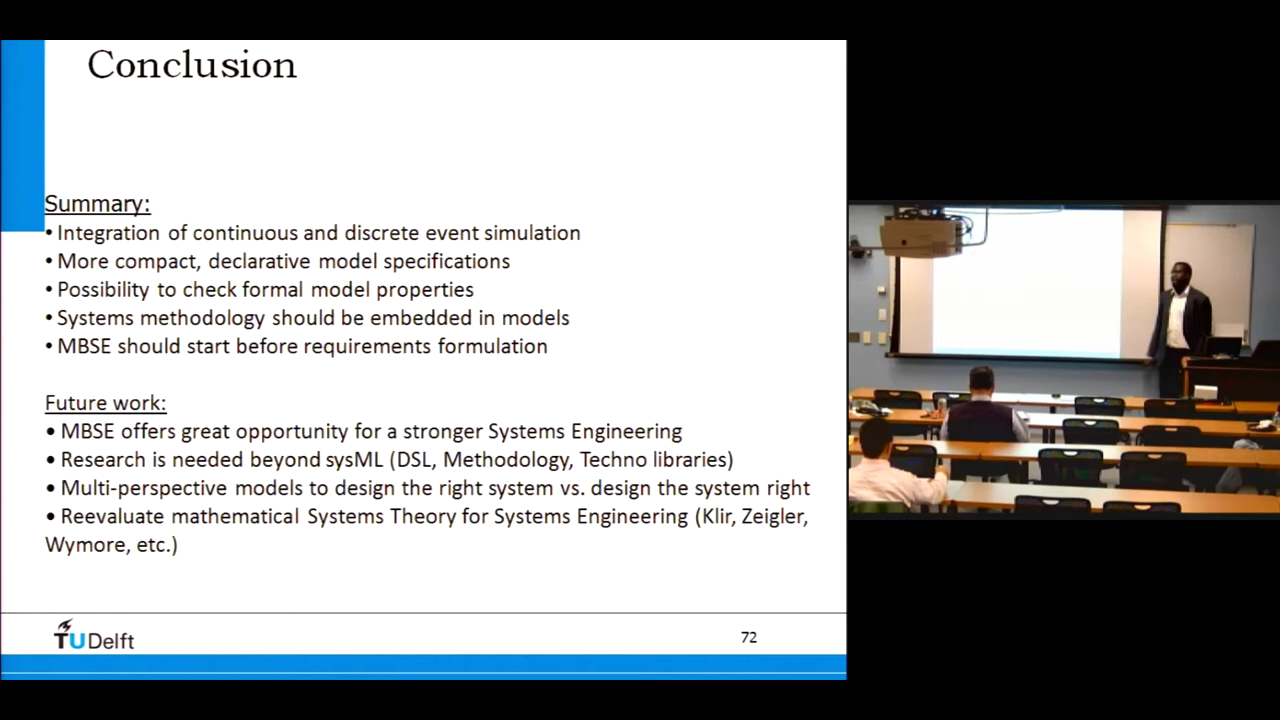 Conclusion
Summary:
• Integration of continuous and discrete event simulation
• More compact, declarative model specifications
• Possibility to check formal model properties
• Systems methodology should be embedded in models
• MBSE should start before requirements formulation
Future work:
• MBSE offers great opportunity for a stronger Systems Engineering
• Research is needed beyond sysML (DSL, Methodology, Techno libraries)
• Multi-perspective models to design the right system vs. design the system right
• Reevaluate mathematical Systems Theory for Systems Engineering (Klir, Zeigler,
Wymore, etc.)
TU Delft
72